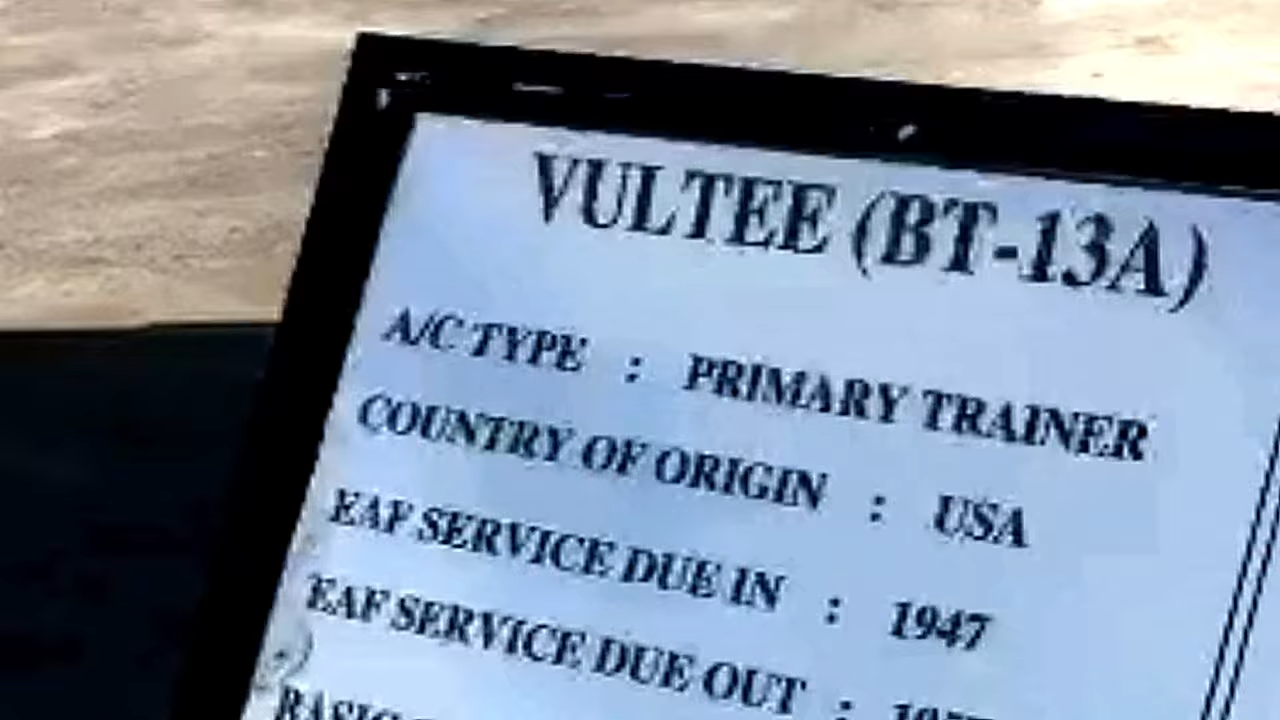 VULTEE (BT-13A)
A/C TYPE : PRIMARY TRAINER
COUNTRY OF ORIGIN : USA
EAF SERVICE DUE IN : 1947
EAF SERVICE DUE OUT :